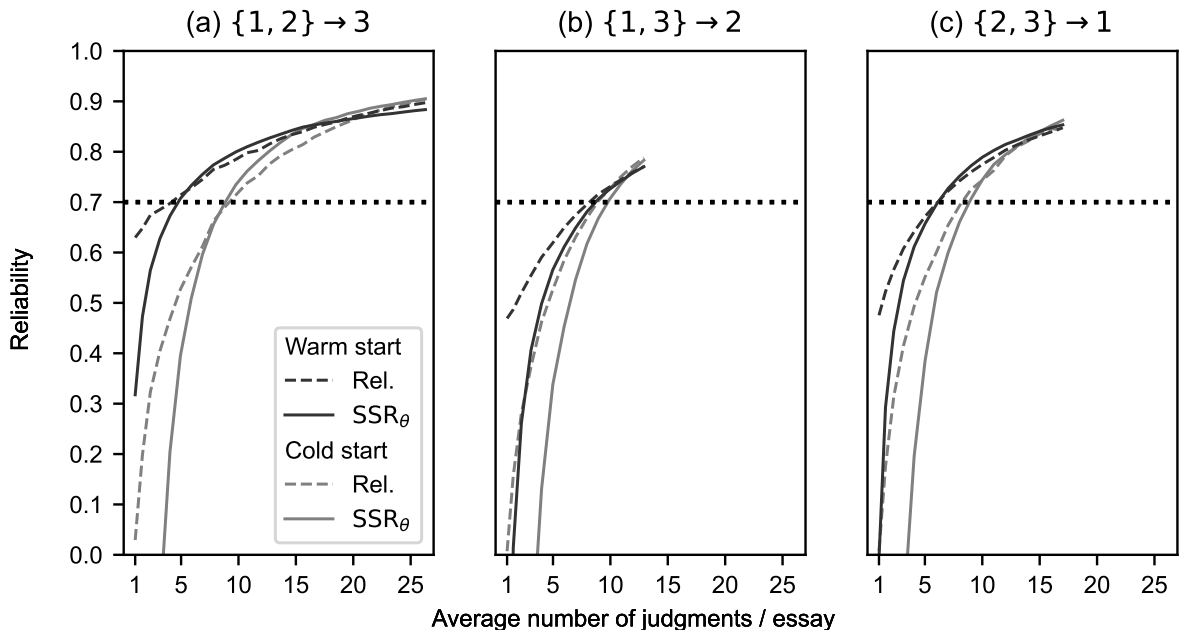 (a) {1, 2} → 3
(b) {1, 3} → 2
(c) {2, 3} → 1
Reliability
1.0
0.9
0.8
0.7
0.6
0.5
0.4
0.3
0.2
0.1
0.0
Warm start
Rel.
SSRθ
Cold start
Rel.
SSRθ
1 5 10 15 20 25
1 5 10 15 20 25
1 5 10 15 20 25
Average number of judgments / essay